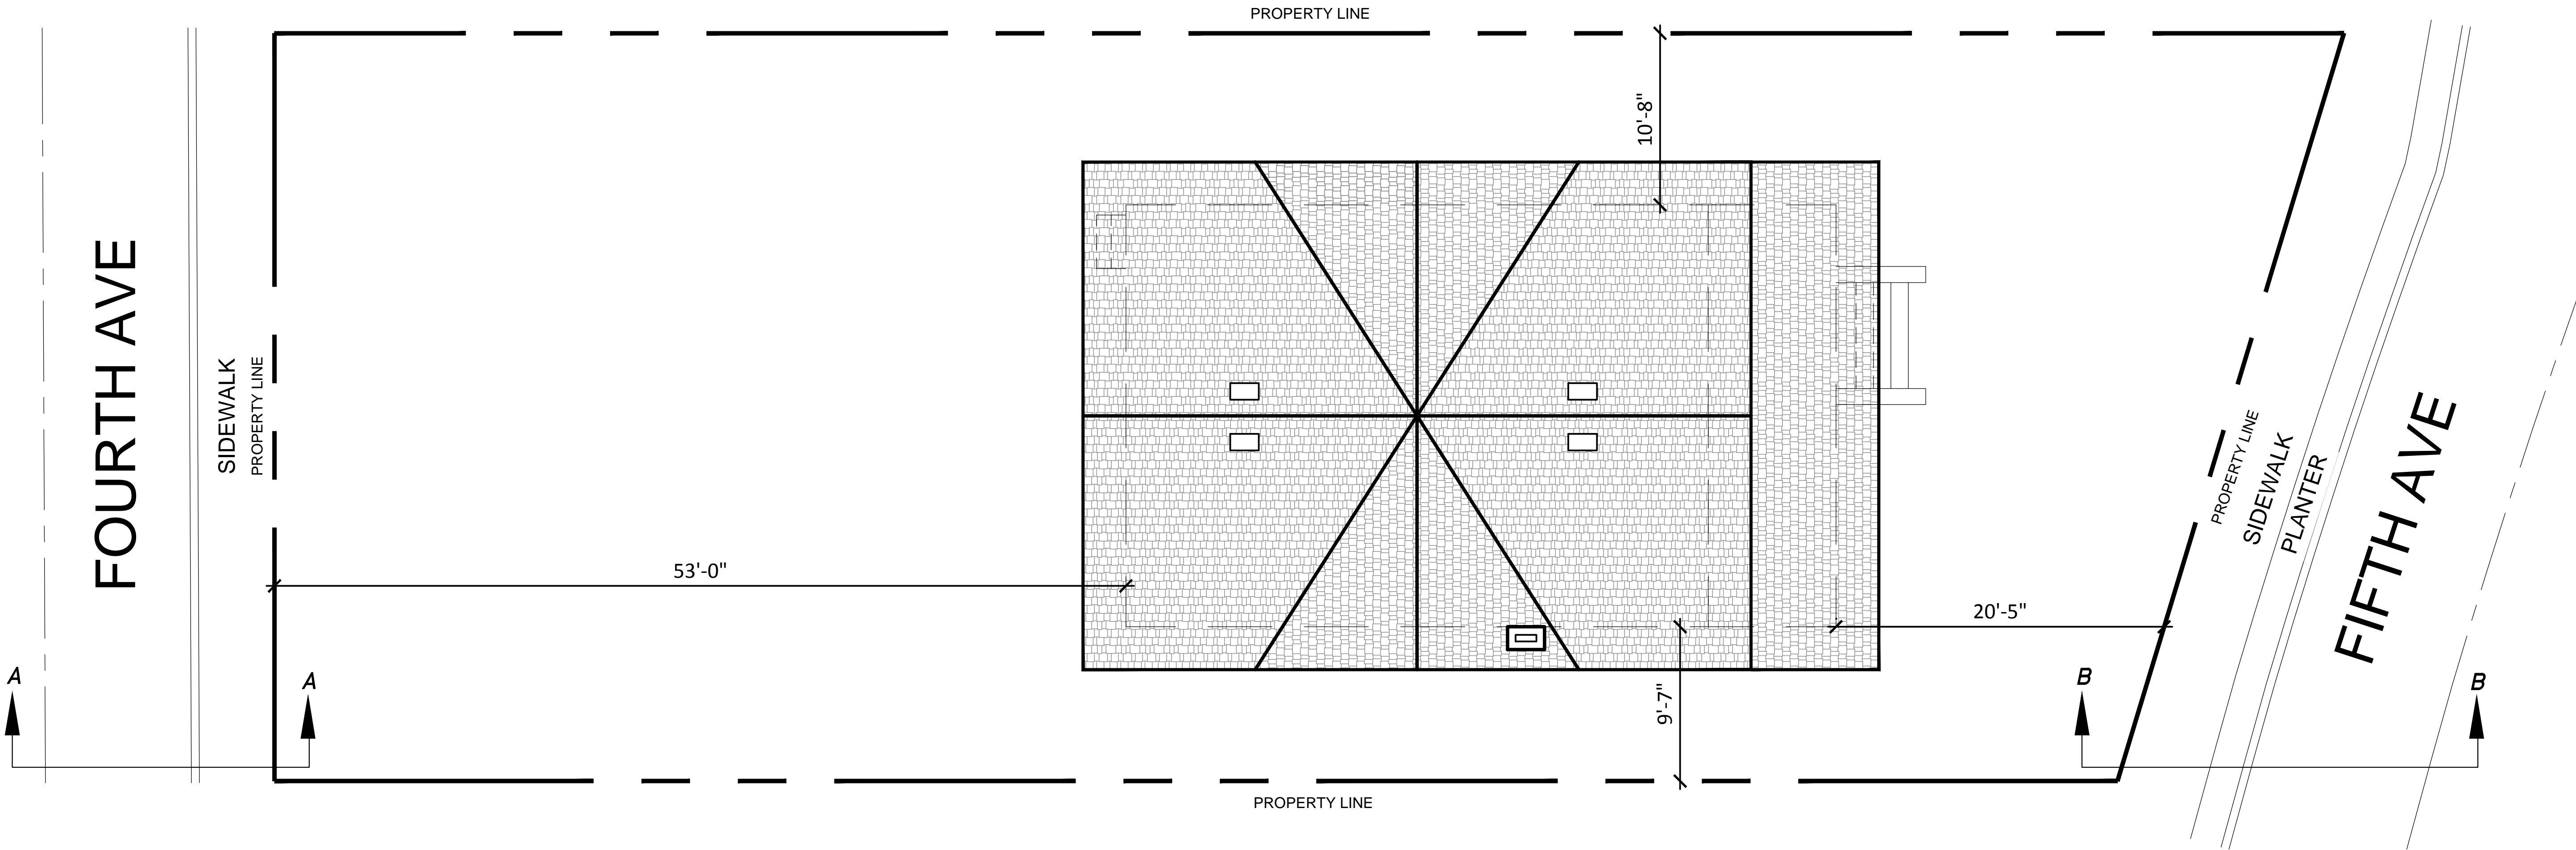 PROPERTY LINE
10'-8"
FOURTH AVE
SIDEWALK
PROPERTY LINE
53'-0"
20'-5"
9'-7"
PROPERTY LINE
SIDEWALK
PLANTER
FIFTH AVE
A
A
B
B
PROPERTY LINE